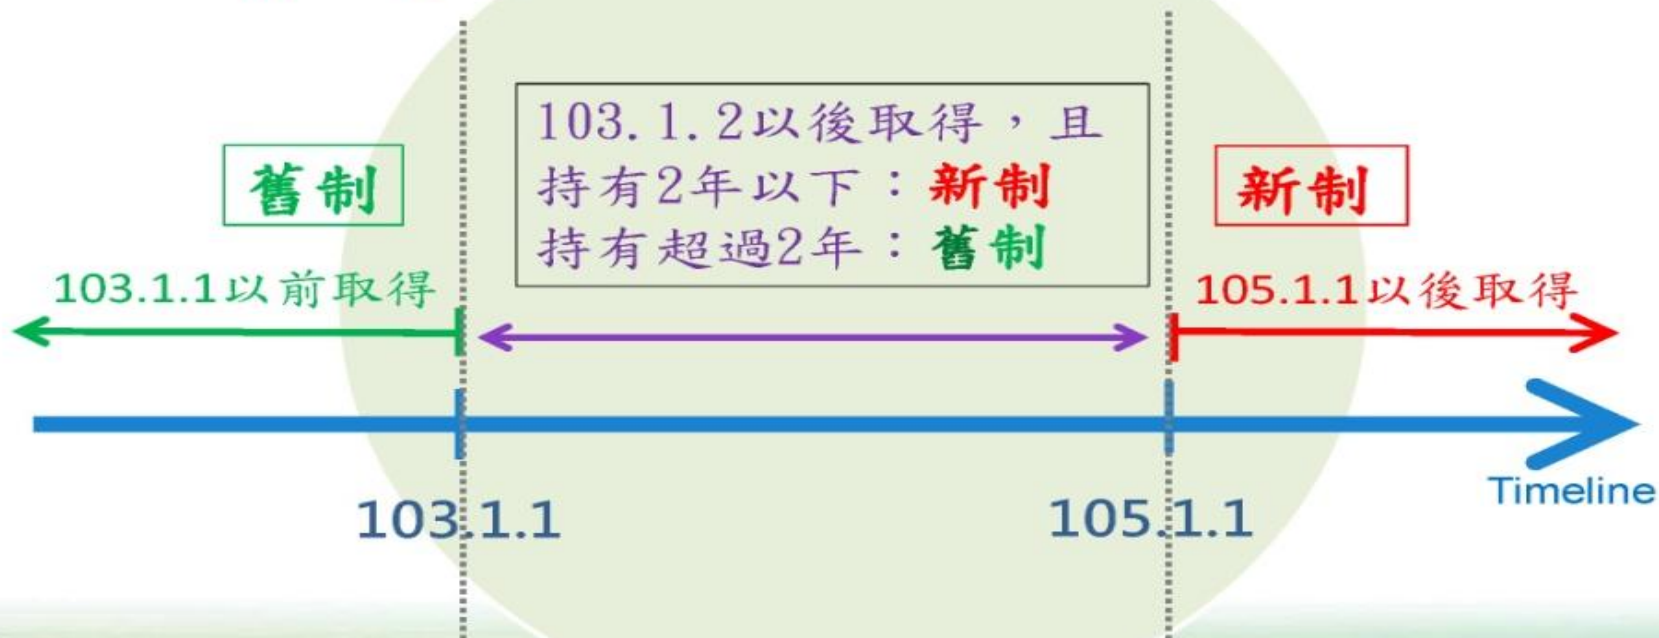 舊制
103.1.1以前取得
103.1.2以後取得，且
持有2年以下：新制
持有超過2年：舊制
新制
105.1.1以後取得
103.1.1
105.1.1
Timeline